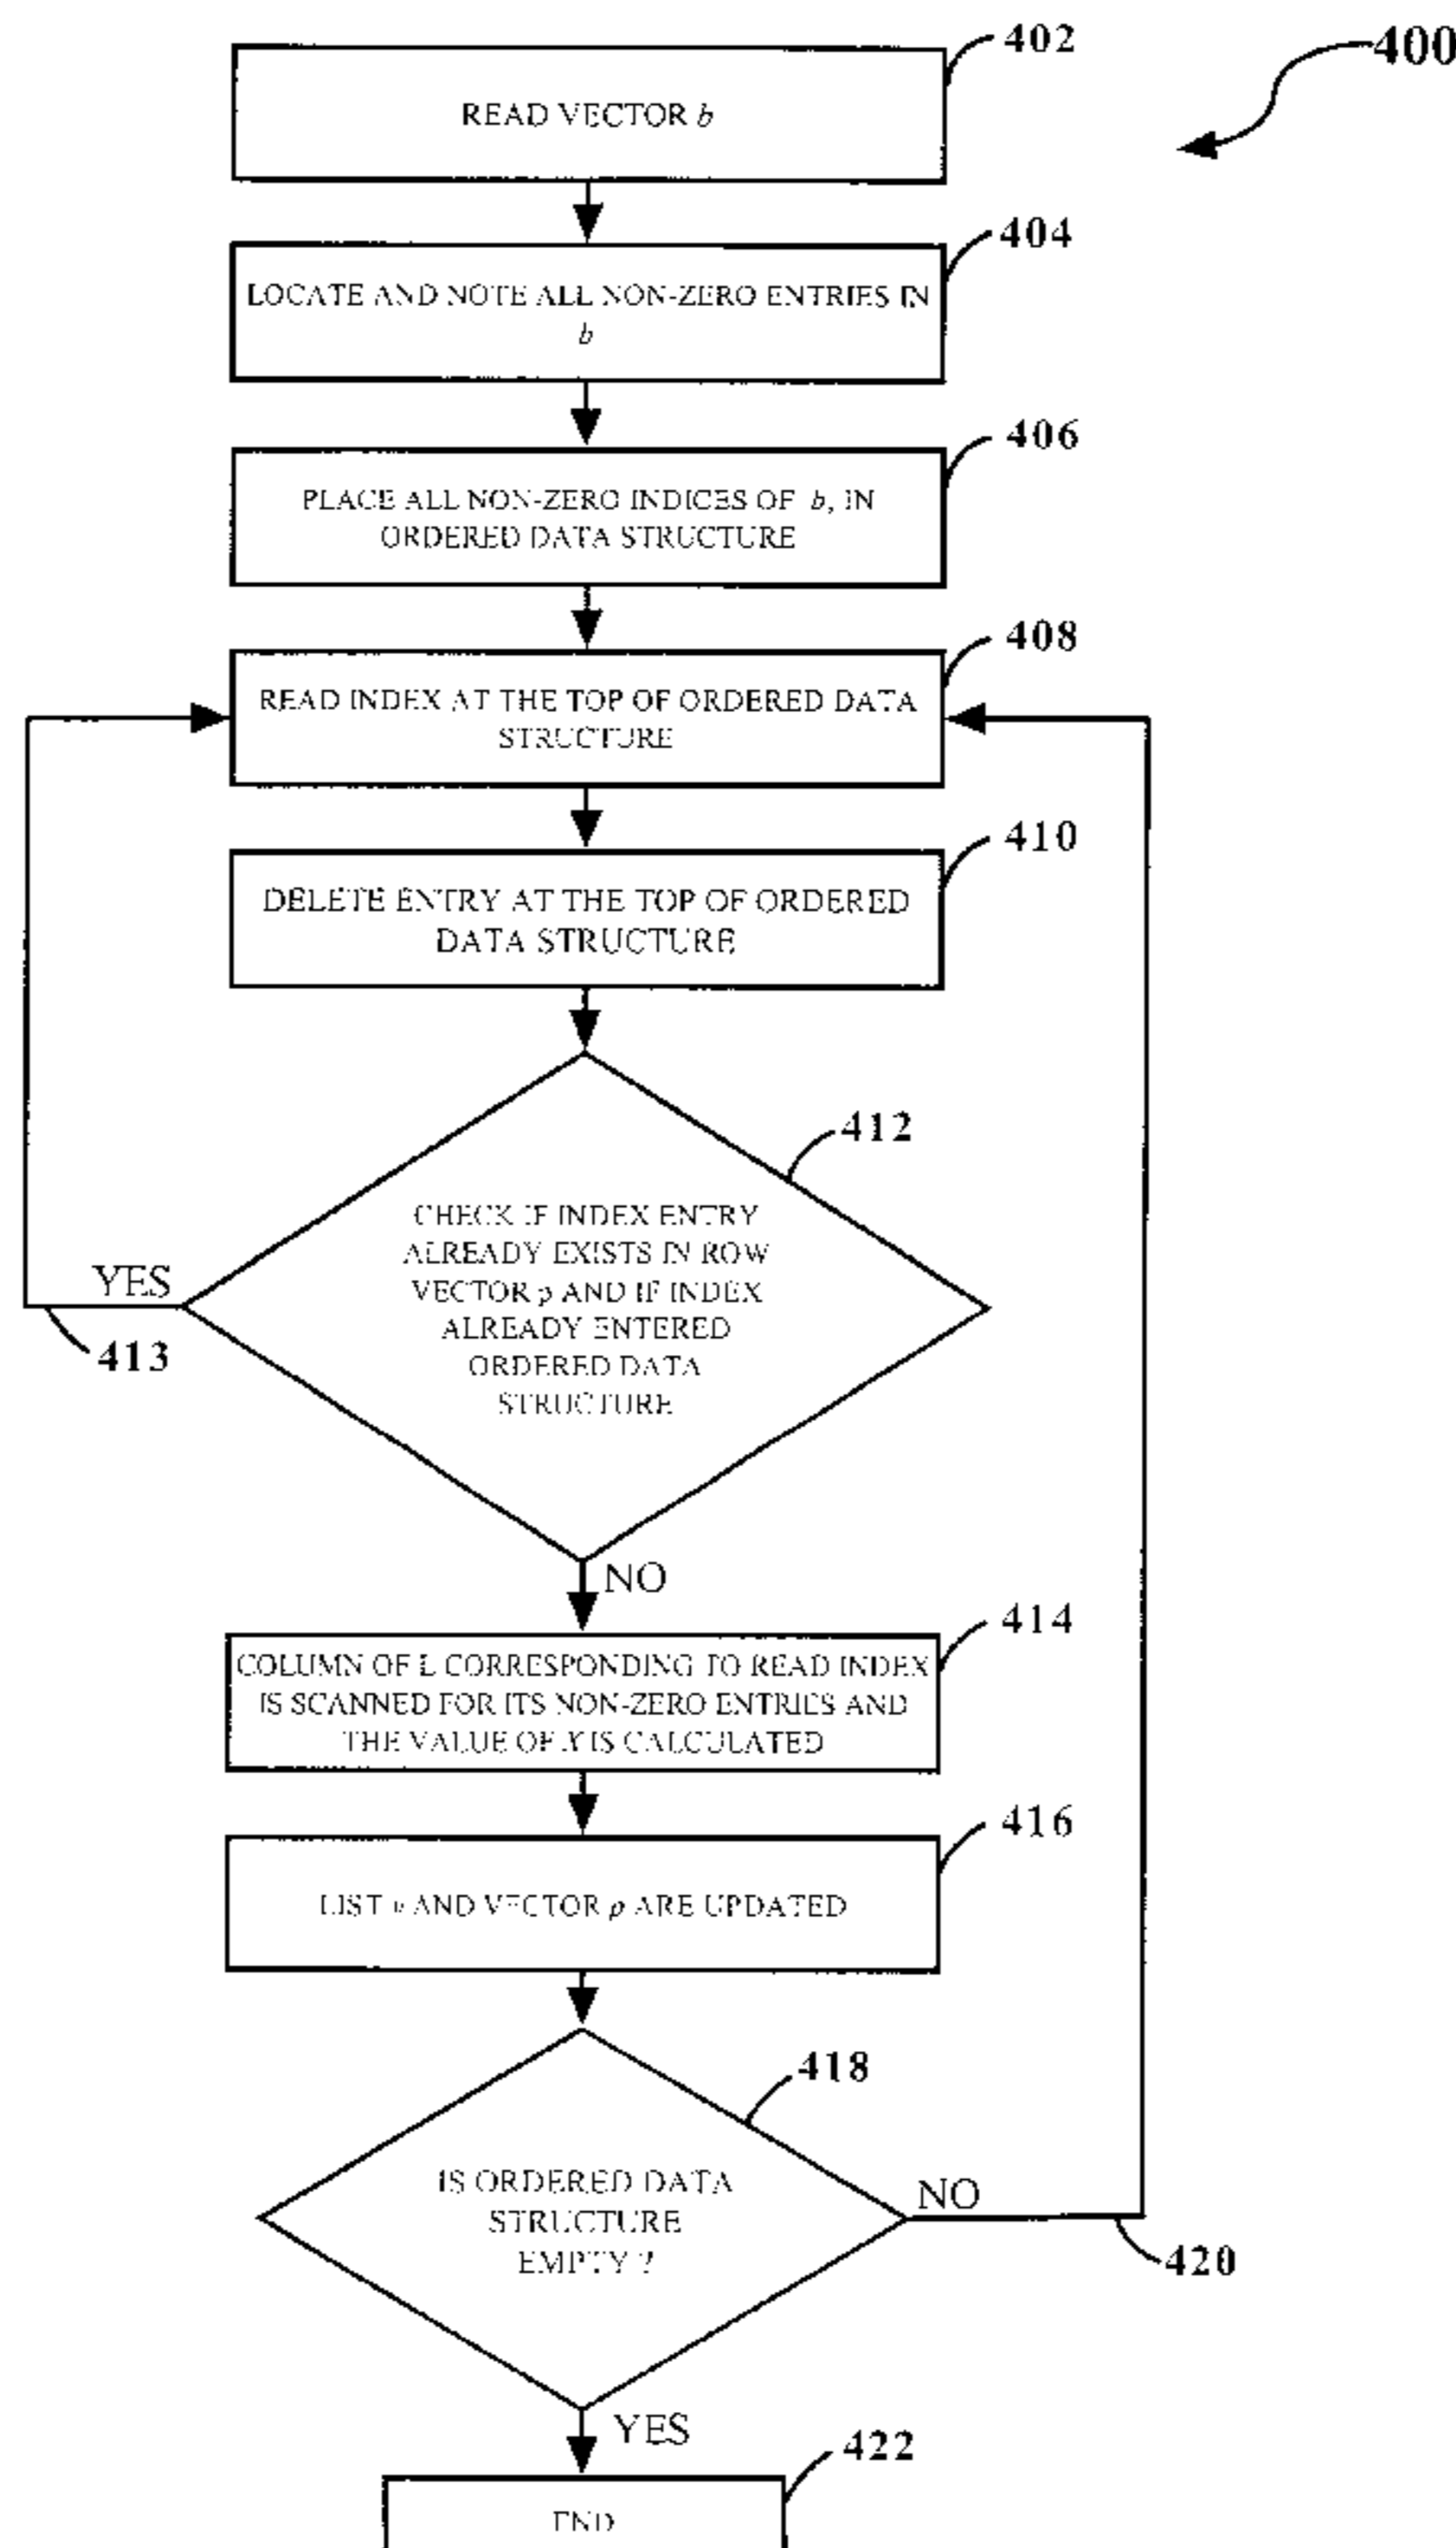 402
400
READ VECTOR b
404
LOCATE AND NOTE ALL NON-ZERO ENTRIES IN
b
406
PLACE ALL NON-ZERO INDICES OF b, IN
ORDERED DATA STRUCTURE
408
READ INDEX AT THE TOP OF ORDERED DATA
STRUCTURE
410
DELETE ENTRY AT THE TOP OF ORDERED
DATA STRUCTURE
412
CHECK IF INDEX ENTRY
ALREADY EXISTS IN ROW
VECTOR p AND IF INDEX
ALREADY ENTERED
ORDERED DATA
STRUCTURE
YES
413
NO
414
COLUMN OF L CORRESPONDING TO READ INDEX
IS SCANNED FOR ITS NON-ZERO ENTRIES AND
THE VALUE OF X IS CALCULATED
416
LIST AND VECTOR p ARE UPDATED
418
IS ORDERED DATA
STRUCTURE
EMPTY ?
NO
420
YES
422
END